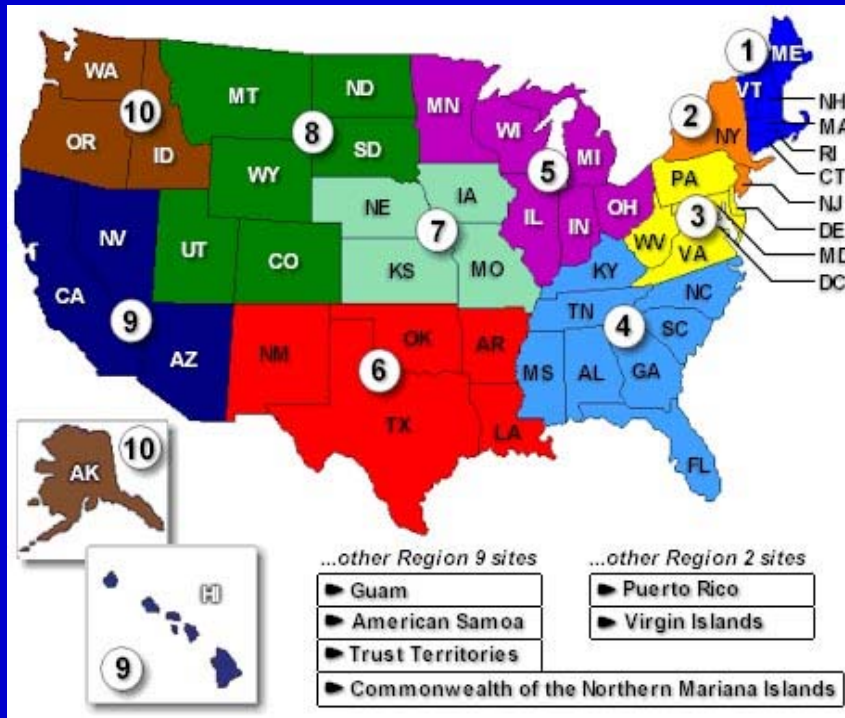 1
ME
WA
VT
MT
ND
MN
NH
10
2
MA
OR
8
WI
NY
ID
SD
MI
RI
5
CT
WY
PA
NJ
NE
IA
OH
3
DE
NV
IL
IN
7
WV
UT
VA
MD
CO
KS
MO
KY
DC
CA
NC
TN
9
4
SC
NM
OK
AR
AZ
6
MS
AL
GA
TX
LA
FL
10
AK
...other Region 9 sites
...other Region 2 sites
Guam
Puerto Rico
HI
American Samoa
Virgin Islands
Trust Territories
9
Commonwealth of the Northern Mariana Islands